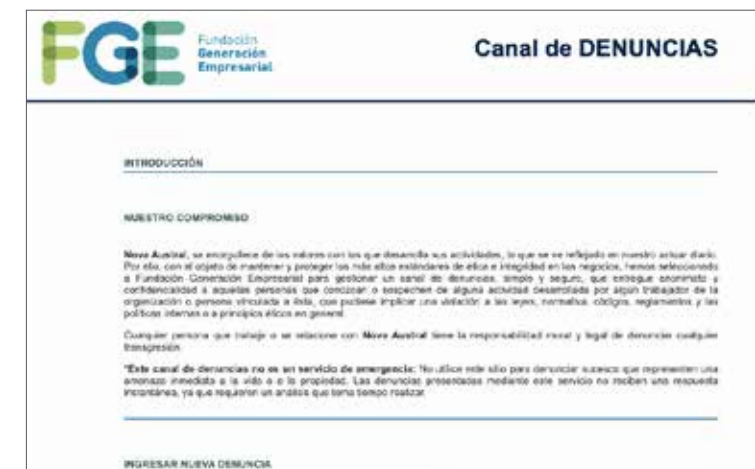 FGE
Fundación
Generación
Empresarial
Canal de DENUNCIAS
INTRODUCCIÓN
NUESTRO COMPROMISO
Nova Austral, se enorgullece de los valores con los que desarrolla sus actividades, lo que se ve reflejado en nuestro actuar diario.
Por ello, con el objeto de mantener y proteger los más altos estándares de ética e integridad en los negocios, hemos seleccionado
a Fundación Generación Empresarial para gestionar un canal de denuncias, simple y seguro, que entregue anonimato y
confidencialidad a aquellas personas que conozcan o sospechen de alguna actividad desarrollada por algún trabajador de la
organización o persona vinculada a ésta, que pudiese implicar una violación a las leyes, normativa, códigos, reglamentos y las
políticas internas o a principios éticos en general.
Cualquier persona que trabaje o se relacione con Nova Austral tiene la responsabilidad moral y legal de denunciar cualquier
transgresión.
*Este canal de denuncias no es un servicio de emergencia: No utilice este sitio para denunciar sucesos que representen una
amenaza inmediata a la vida o a la propiedad. Las denuncias presentadas mediante este servicio no reciben una respuesta
instantánea, ya que requieren un análisis que toma tiempo realizar.
INGRESAR NUEVA DENUNCIA